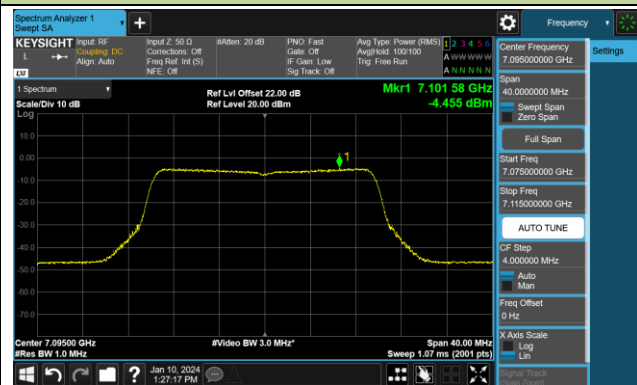 Spectrum Analyzer 1
Swept SA
Frequency
KEYSIGHT
L
LXI
Input: RF
Coupling: DC
Align: Auto
Input Z: 50 Ω
Corrections: Off
Freq Ref: Int (S)
NFE: Off
#Atten: 20 dB
PNO: Fast
Gate: Off
IF Gain: Low
Sig Track: Off
Avg Type: Power (RMS)
Avg|Hold: 100/100
Trig: Free Run
1 2 3 4 5 6
A W W W W W
A N N N N N
1 Spectrum
Scale/Div 10 dB
Log
Ref Lvl Offset 22.00 dB
Ref Level 20.00 dBm
Mkr1 7.101 58 GHz
-4.455 dBm
10.0
0.00
-10.0
-20.0
-30.0
-40.0
-50.0
-60.0
-70.0
1
Center 7.09500 GHz
#Res BW 1.0 MHz
#Video BW 3.0 MHz*
Span 40.00 MHz
Sweep 1.07 ms (2001 pts)
Jan 10, 2024
1:27:17 PM
Center Frequency
7.095000000 GHz
Settings
Span
40.0000000 MHz
Swept Span
Zero Span
Full Span
Start Freq
7.075000000 GHz
Stop Freq
7.115000000 GHz
AUTO TUNE
CF Step
4.000000 MHz
Auto
Man
Freq Offset
0 Hz
X Axis Scale
Log
Lin
Signal Track
(Span Zoom)